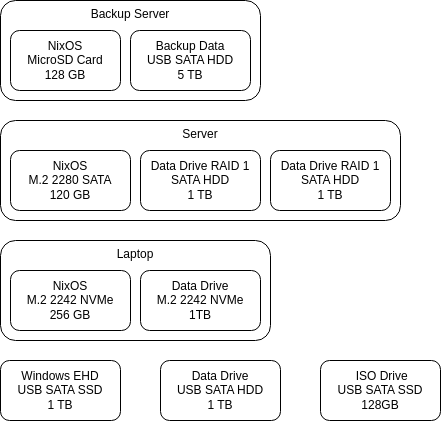 Backup Server
NixOS
MicroSD Card
128 GB
Backup Data
USB SATA HDD
5 TB
Server
NixOS
M.2 2280 SATA
120 GB
Data Drive RAID 1
SATA HDD
1 TB
Data Drive RAID 1
SATA HDD
1 TB
Laptop
NixOS
M.2 2242 NVMe
256 GB
Data Drive
M.2 2242 NVMe
1TB
Windows EHD
USB SATA SSD
1 TB
Data Drive
USB SATA HDD
1 TB
ISO Drive
USB SATA SSD
128GB